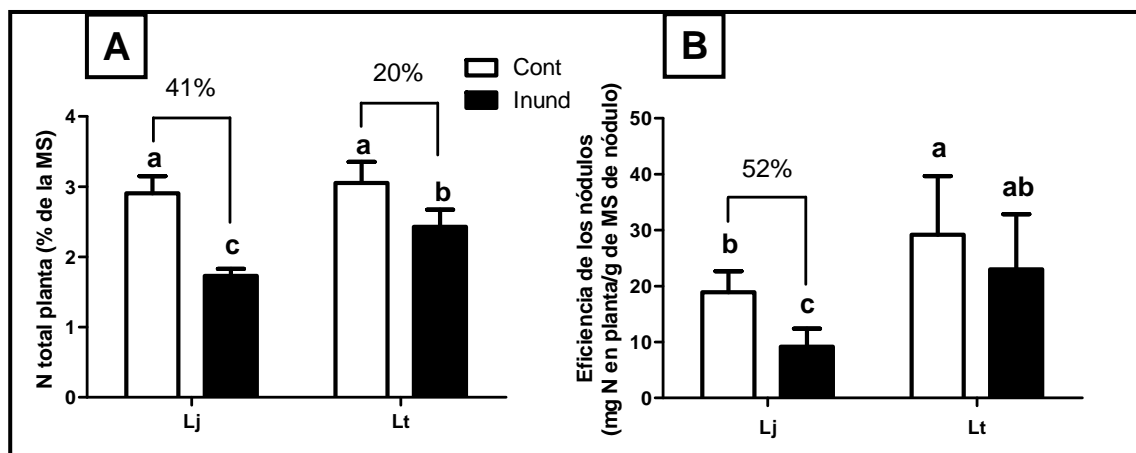 A
41%
20%
Cont
Inund
N total planta (% de la MS)
4
3
2
1
0
a
c
a
b
Lj
Lt
B
Eficiencia de los nódulos
(mg N en planta/g de MS de nódulo)
50
40
30
20
10
0
52%
b
c
a
ab
Lj
Lt